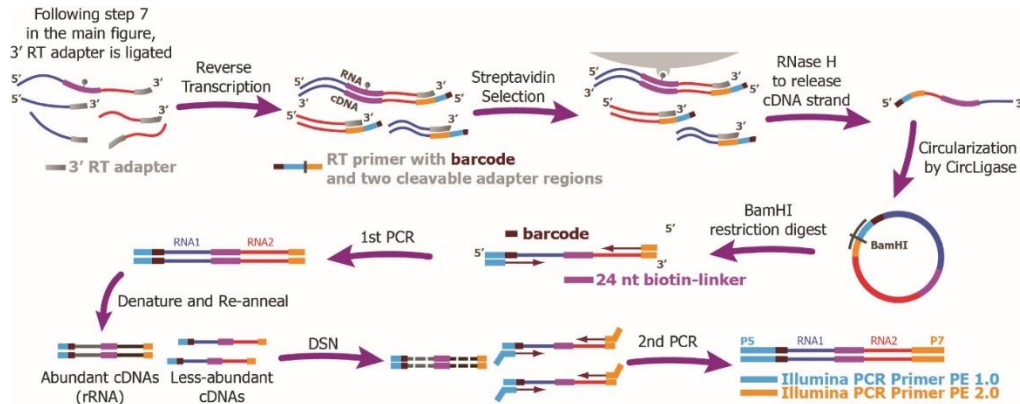 Following step 7
in the main figure,
3’ RT adapter is ligated
5’
3’
5’
3’ RT adapter
Reverse
Transcription
5’
RNA
cDNA
3’
5’
3’
3’
RT primer with barcode
and two cleavable adapter regions
Streptavidin
Selection
5’
3’
5’
3’
3’
RNase H
to release
cDNA strand
5’
3’
Circularization
by CircLigase
BamHI
BamHI
restriction digest
barcode
5’
5’
3’
24 nt biotin-linker
1st PCR
RNA1
RNA2
Denature and Re-anneal
Abundant cDNAs
(rRNA)
Less-abundant
cDNAs
DSN
2nd PCR
P5
RNA1
RNA2
P7
Illumina PCR Primer PE 1.0
Illumina PCR Primer PE 2.0